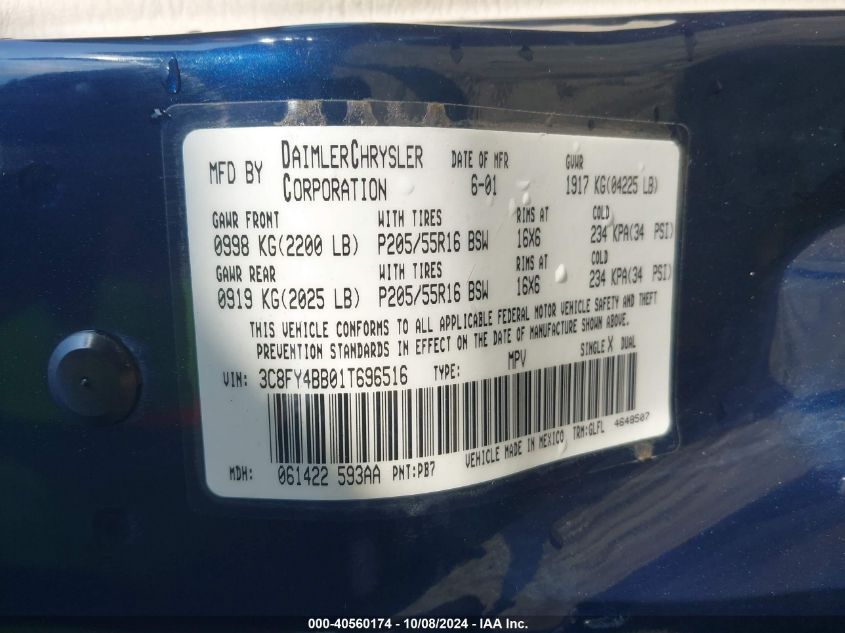 MFD BY DAIMLERCHRYSLER CORPORATION
DATE OF MFR 6-01
GVWR 1917 KG(04225 LB)
GAWR FRONT WITH TIRES RIMS AT COLD
0998 KG(2200 LB) P205/55R16 BSW 16X6 234 KPA(34 PSI)
GAWR REAR WITH TIRES RIMS AT COLD
0919 KG(2025 LB) P205/55R16 BSW 16X6 234 KPA(34 PSI)
THIS VEHICLE CONFORMS TO ALL APPLICABLE FEDERAL MOTOR VEHICLE SAFETY AND THEFT
PREVENTION STANDARDS IN EFFECT ON THE DATE OF MANUFACTURE SHOWN ABOVE.
VIN: 3C8FY4BB01T696516 TYPE: MPV SINGLE X DUAL
MDH: 061422 593AA PNT:PB7 VEHICLE MADE IN MEXICO TRM:GLFL 4648507
000-40560174 - 10/08/2024 - IAA Inc.